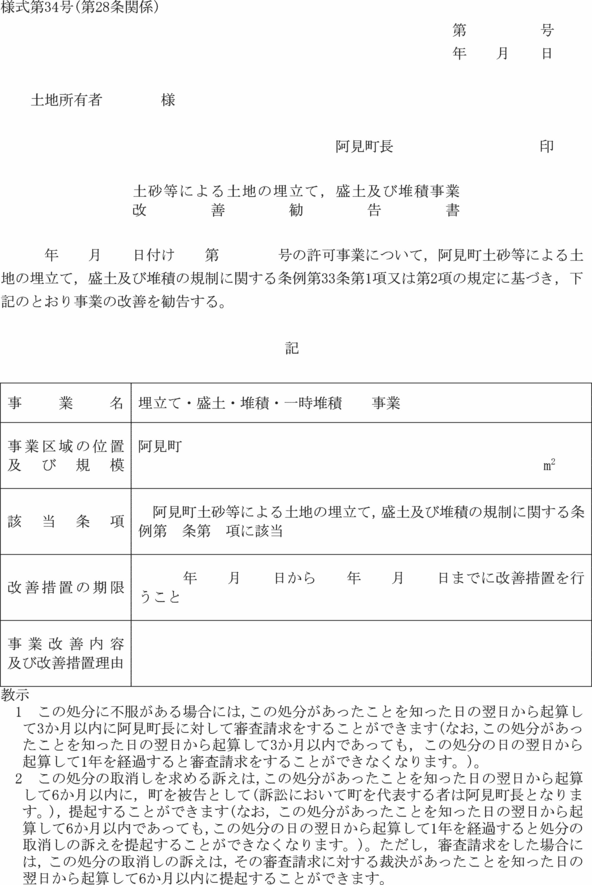 様式第34号(第28条関係)
第　　　　　号
年　　月　　日
土地所有者　　　　様
阿見町長　　　　　　　　　　印
土砂等による土地の埋立て，盛土及び堆積事業
改　　善　　勧　　告　　書
年　　月　　日付け　　第　　　　号の許可事業について，阿見町土砂等による土
地の埋立て，盛土及び堆積の規制に関する条例第33条第1項又は第2項の規定に基づき，下
記のとおり事業の改善を勧告する。
記
事　業　名　埋立て・盛土・堆積・一時堆積　　事業
事業区域の位置　阿見町
及び規模　m²
該当条項　阿見町土砂等による土地の埋立て，盛土及び堆積の規制に関する条
例第　条第　項に該当
改善措置の期限　年　　月　　日から　　年　　月　　日までに改善措置を行
うこと
事業改善内容
及び改善措置理由
教示
1　この処分に不服がある場合には，この処分があったことを知った日の翌日から起算し
て3か月以内に阿見町長に対して審査請求をすることができます(なお，この処分があっ
たことを知った日の翌日から起算して3か月以内であっても，この処分の日の翌日から
起算して1年を経過すると審査請求をすることができなくなります。)。
2　この処分の取消しを求める訴えは，この処分があったことを知った日の翌日から起算
して6か月以内に，町を被告として(訴訟において町を代表する者は阿見町長となりま
す。)，提起することができます(なお，この処分があったことを知った日の翌日から起
算して6か月以内であっても，この処分の日の翌日から起算して1年を経過すると処分の
取消しの訴えを提起することができなくなります。)。ただし，審査請求をした場合に
は，この処分の取消しの訴えは，その審査請求に対する裁決があったことを知った日の
翌日から起算して6か月以内に提起することができます。